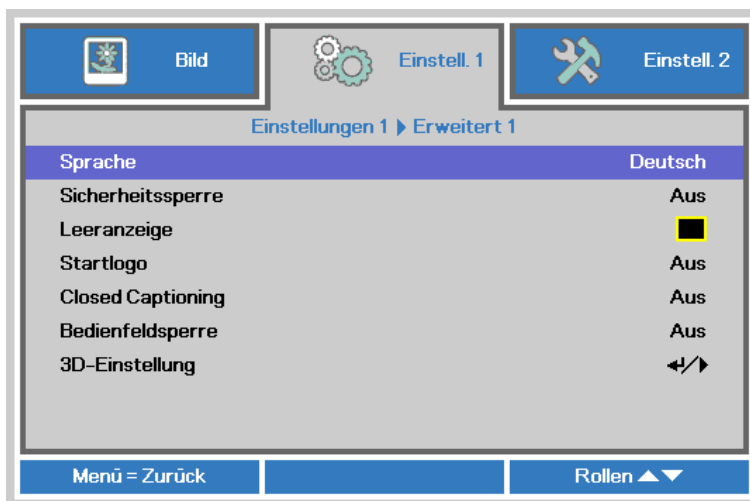 Bild
Einstell. 1
Einstell. 2
Einstellungen 1 Erweitert 1
Sprache Deutsch
Sicherheitssperre Aus
Leeranzeige
Startlogo Aus
Closed Captioning Aus
Bedienfeldsperre Aus
3D-Einstellung ↵/▶
Menü = Zurück
Rollen ▲▼